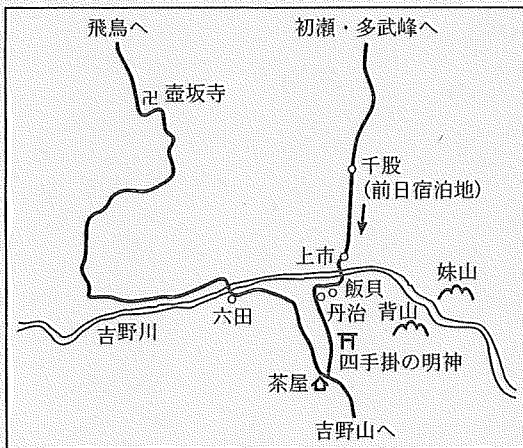 飛鳥へ
初瀬・多武峰へ
卍 壺坂寺
千股
(前日宿泊地)
上市
妹山
飯貝
丹治
背山
六田
吉野川
四手掛の明神
茶屋
吉野山へ